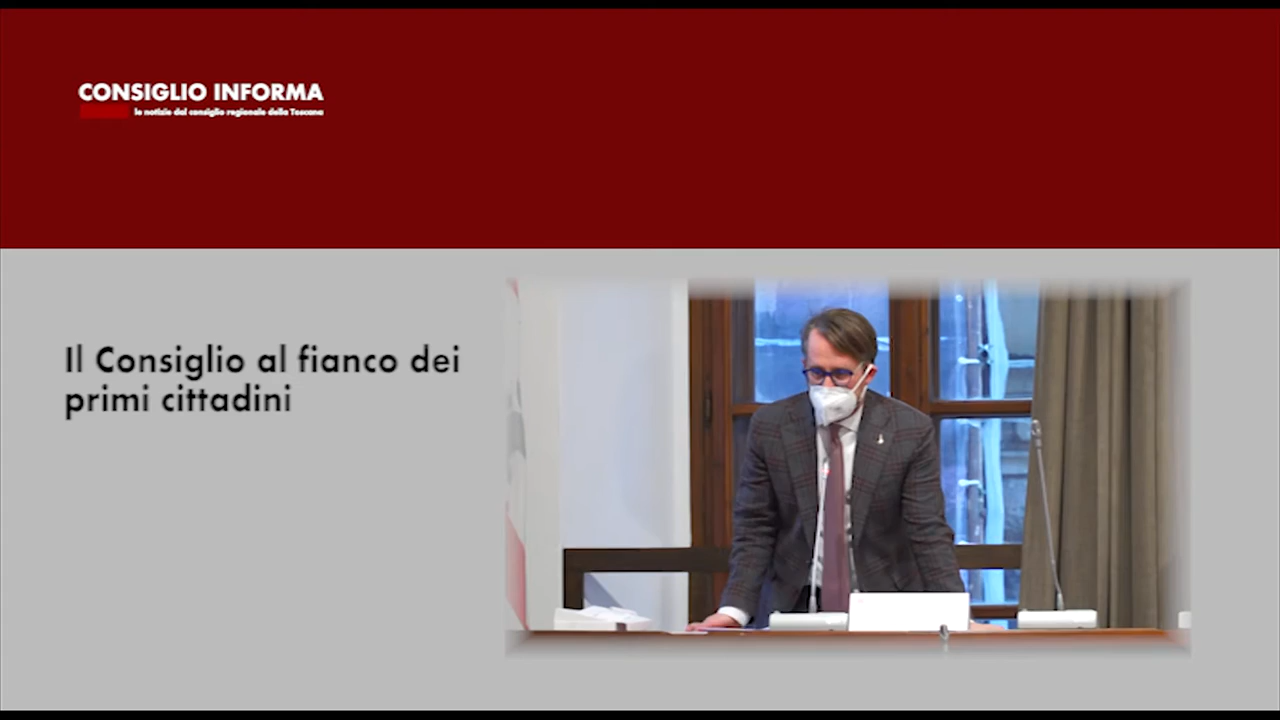 CONSIGLIO INFORMA
le notizie dal consiglio regionale della Toscana
Il Consiglio al fianco dei
primi cittadini